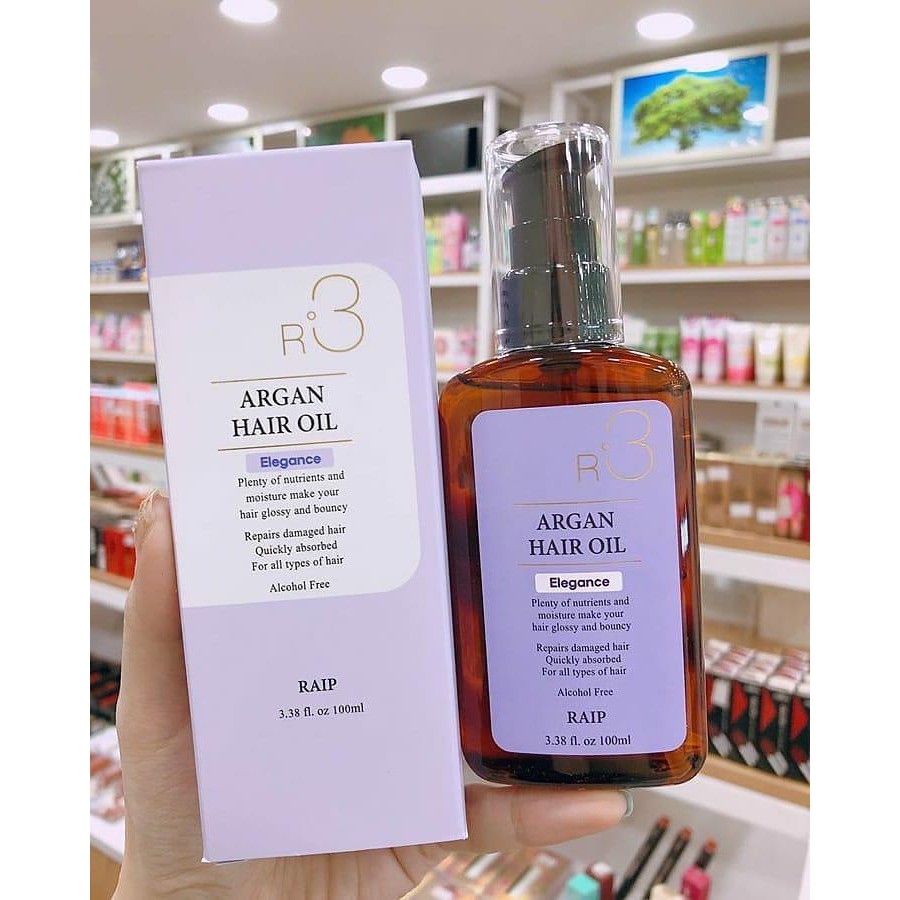 R3
ARGAN
HAIR OIL
Elegance
Plenty of nutrients and
moisture make your
hair glossy and bouncy
Repairs damaged hair
Quickly absorbed
For all types of hair
Alcohol Free
RAIP
3.38 fl. oz 100ml
R3
ARGAN
HAIR OIL
Elegance
Plenty of nutrients and
moisture make your
hair glossy and bouncy
Repairs damaged hair
Quickly absorbed
For all types of hair
Alcohol Free
RAIP
3.38 fl. oz 100ml